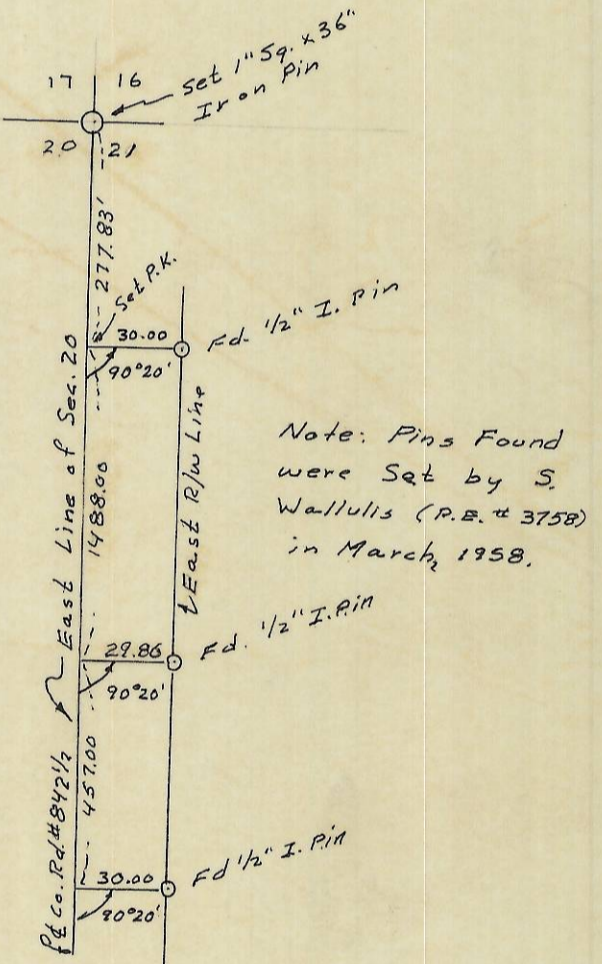 17 16
Set 1" Sq. x 36"
Iron Pin
20 21
277.83'
Set P.K.
30.00
Fd. 1/2" I. Pin
90°20'
East Line of Sec. 20
1488.00
East R/W Line
Note: Pins Found
were Set by S.
Wallulis (P.E. # 3758)
in March, 1958.
29.86
Fd. 1/2" I. Pin
90°20'
℄ Co. Rd. #842 1/2
457.00
30.00
Fd 1/2" I. Pin
90°20'